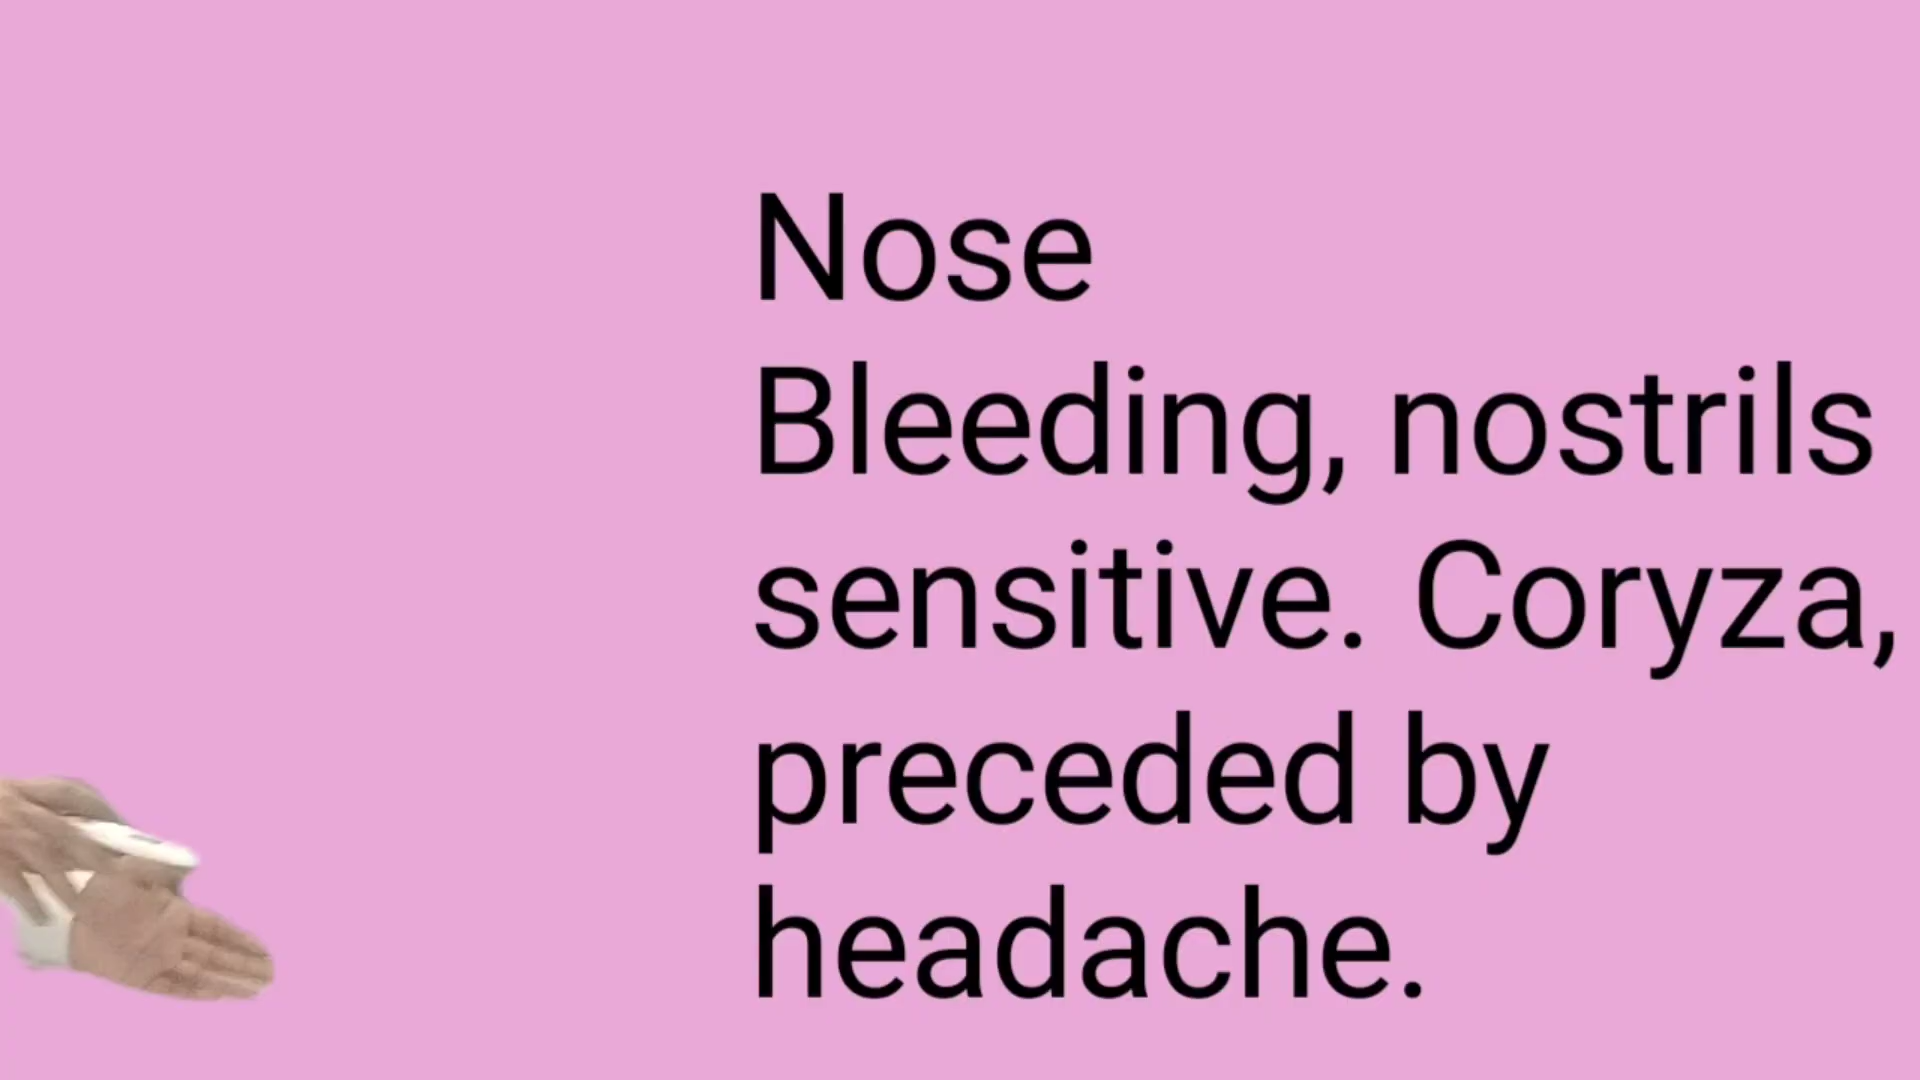 Nose
Bleeding, nostrils
sensitive. Coryza,
preceded by
headache.